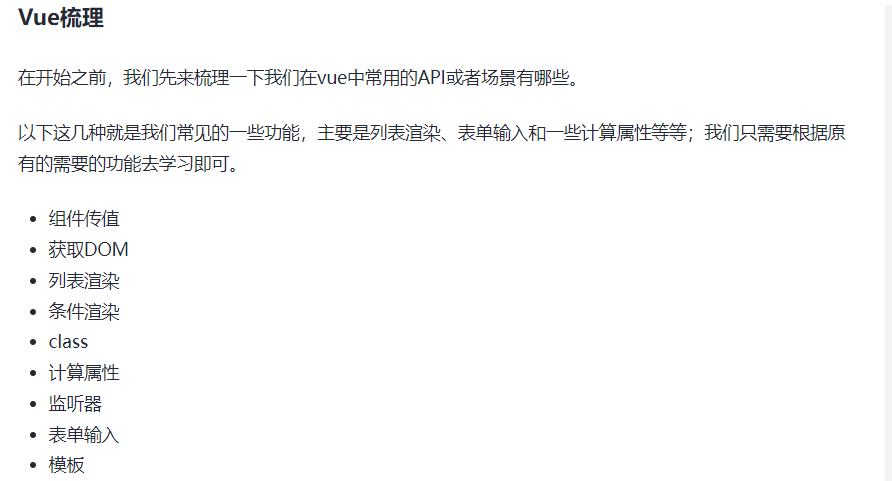 Vue梳理
在开始之前，我们先来梳理一下我们在vue中常用的API或者场景有哪些。
以下这几种就是我们常见的一些功能，主要是列表渲染、表单输入和一些计算属性等等；我们只需要根据原
有的需要的功能去学习即可。
• 组件传值
• 获取DOM
• 列表渲染
• 条件渲染
• class
• 计算属性
• 监听器
• 表单输入
• 模板